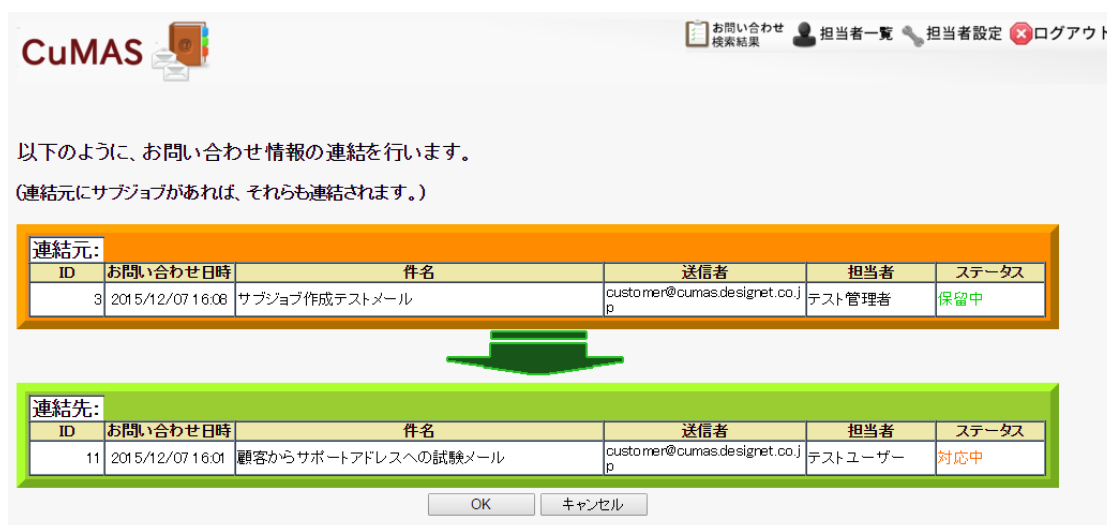 CuMAS
お問い合わせ
検索結果
担当者一覧
担当者設定
ログアウト
以下のように、お問い合わせ情報の連結を行います。
(連結元にサブジョブがあれば、それらも連結されます。)
連結元:
ID お問い合わせ日時 件名 送信者 担当者 ステータス
3 2015/12/07 16:08 サブジョブ作成テストメール customer@cumas.designet.co.j
p テスト管理者 保留中
連結先:
ID お問い合わせ日時 件名 送信者 担当者 ステータス
11 2015/12/07 16:01 顧客からサポートアドレスへの試験メール customer@cumas.designet.co.j
p テストユーザー 対応中
OK キャンセル